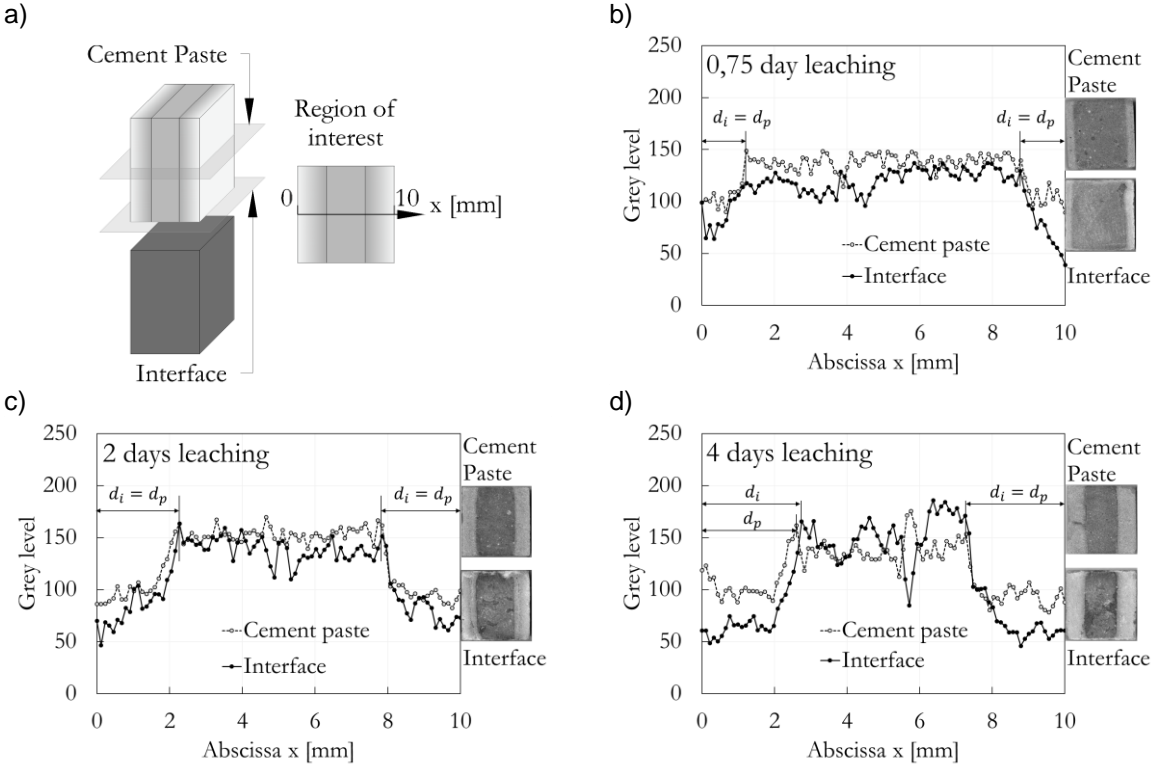 a)
Cement Paste
Region of
interest
0
10
x [mm]
Interface
b)
250
200
150
100
50
0
Grey level
0,75 day leaching
d_i = d_p
d_i = d_p
Cement paste
Interface
0 2 4 6 8 10
Abscissa x [mm]
Cement
Paste
Interface
c)
250
200
150
100
50
0
Grey level
2 days leaching
d_i = d_p
d_i = d_p
Cement paste
Interface
0 2 4 6 8 10
Abscissa x [mm]
Cement
Paste
Interface
d)
250
200
150
100
50
0
Grey level
4 days leaching
d_i
d_p
d_i = d_p
Cement paste
Interface
0 2 4 6 8 10
Abscissa x [mm]
Cement
Paste
Interface